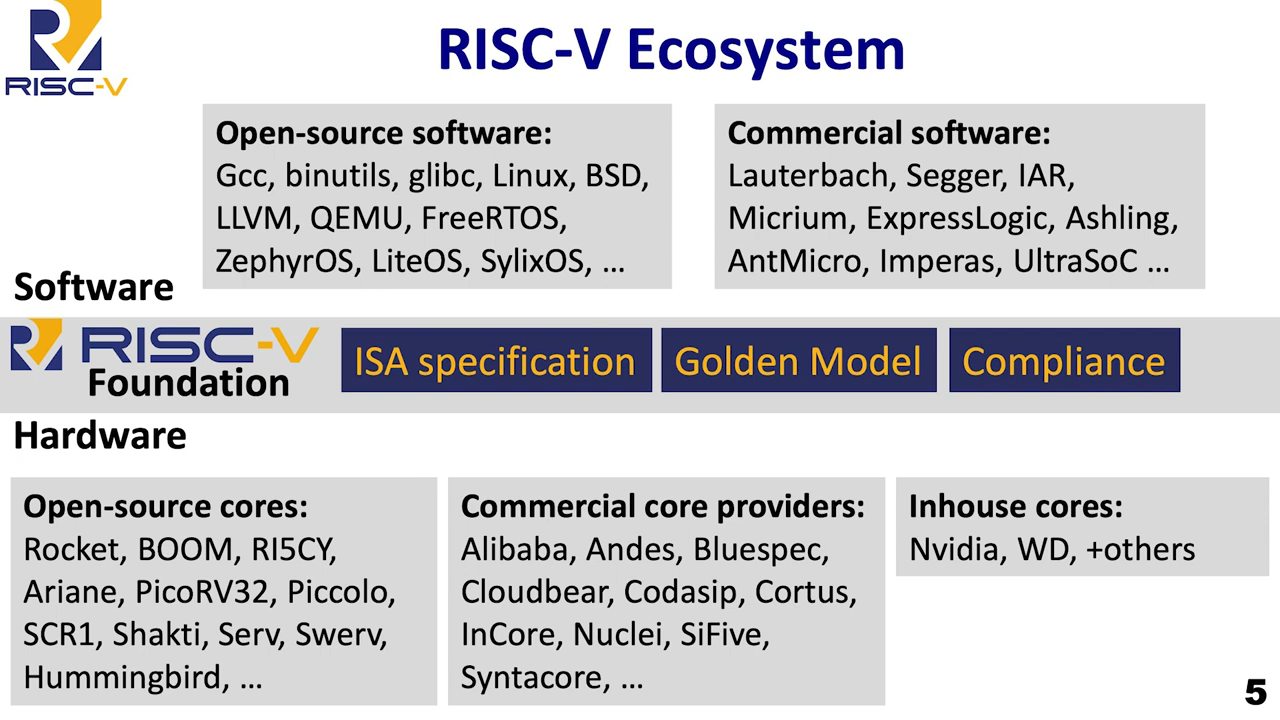 RISC-V
RISC-V Ecosystem
Open-source software:
Gcc, binutils, glibc, Linux, BSD,
LLVM, QEMU, FreeRTOS,
ZephyrOS, LiteOS, SylixOS, …
Commercial software:
Lauterbach, Segger, IAR,
Micrium, ExpressLogic, Ashling,
AntMicro, Imperas, UltraSoC …
Software
RISC-V
Foundation
ISA specification
Golden Model
Compliance
Hardware
Open-source cores:
Rocket, BOOM, RI5CY,
Ariane, PicoRV32, Piccolo,
SCR1, Shakti, Serv, Swerv,
Hummingbird, …
Commercial core providers:
Alibaba, Andes, Bluespec,
Cloudbear, Codasip, Cortus,
InCore, Nuclei, SiFive,
Syntacore, …
Inhouse cores:
Nvidia, WD, +others
5